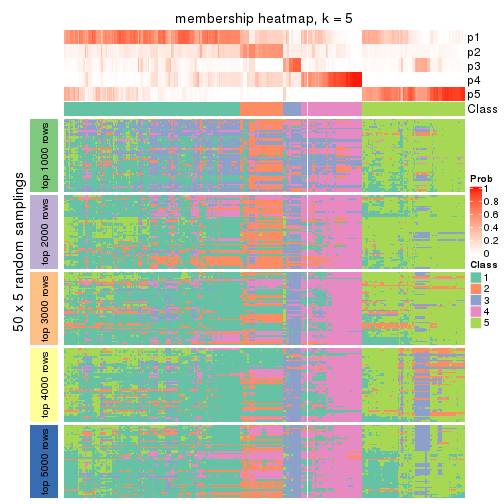 membership heatmap, k = 5
p1
p2
p3
p4
p5
Class
50 x 5 random samplings
top 1000 rows
top 2000 rows
top 3000 rows
top 4000 rows
top 5000 rows
Prob
1
0.8
0.6
0.4
0.2
0
Class
1
2
3
4
5